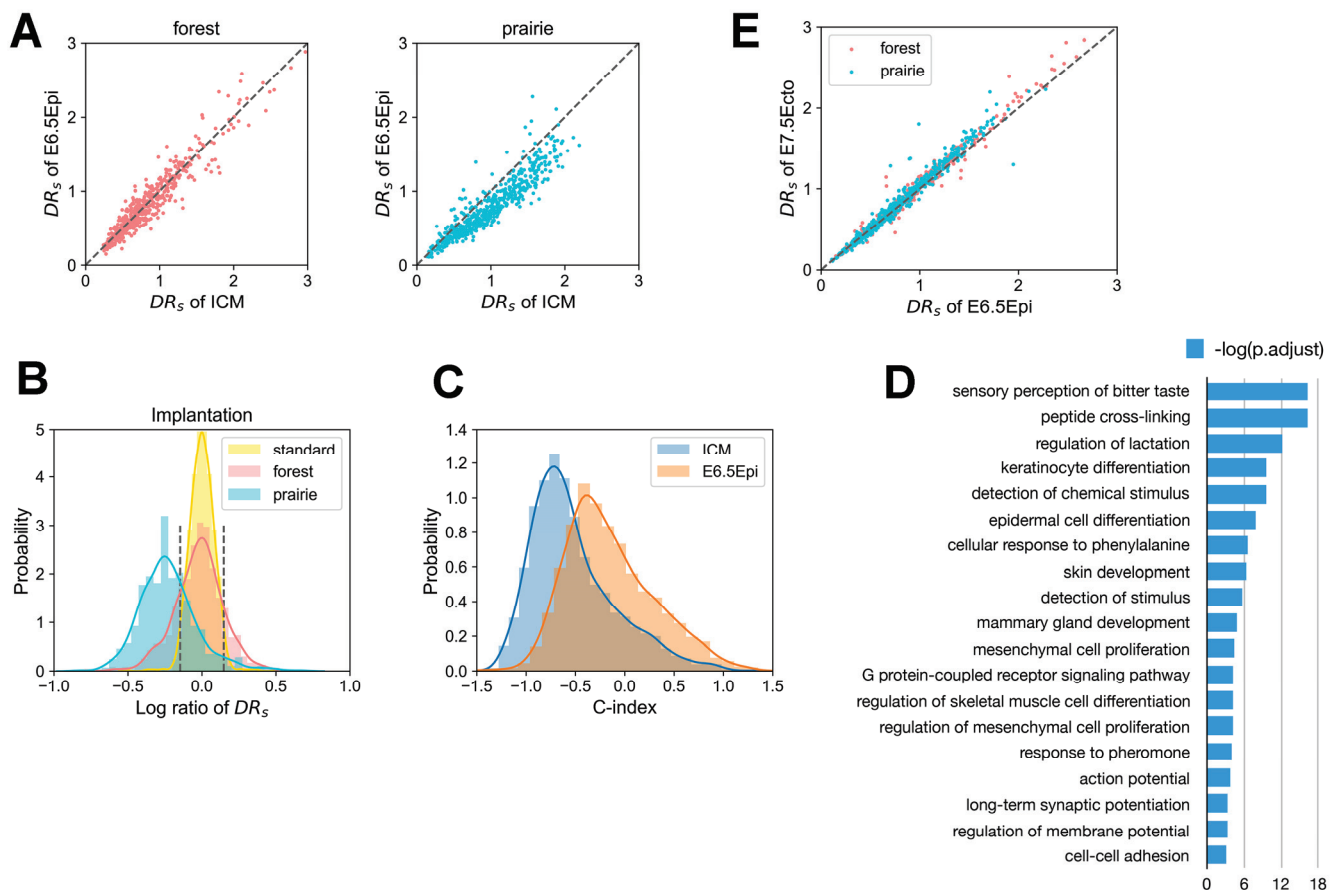 A
forest
3
2
1
0
DRs of E6.5Epi
0 1 2 3
DRs of ICM
prairie
3
2
1
0
DRs of E6.5Epi
0 1 2 3
DRs of ICM
E
3
2
1
0
DRs of E7.5Ecto
forest
prairie
0 1 2 3
DRs of E6.5Epi
B
Implantation
5
4
3
2
1
0
Probability
standard
forest
prairie
−1.0 −0.5 0.0 0.5 1.0
Log ratio of DRs
C
1.4
1.2
1.0
0.8
0.6
0.4
0.2
0.0
Probability
ICM
E6.5Epi
−1.5 −1.0 −0.5 0.0 0.5 1.0 1.5
C-index
D
-log(p.adjust)
sensory perception of bitter taste
peptide cross-linking
regulation of lactation
keratinocyte differentiation
detection of chemical stimulus
epidermal cell differentiation
cellular response to phenylalanine
skin development
detection of stimulus
mammary gland development
mesenchymal cell proliferation
G protein-coupled receptor signaling pathway
regulation of skeletal muscle cell differentiation
regulation of mesenchymal cell proliferation
response to pheromone
action potential
long-term synaptic potentiation
regulation of membrane potential
cell-cell adhesion
0 6 12 18